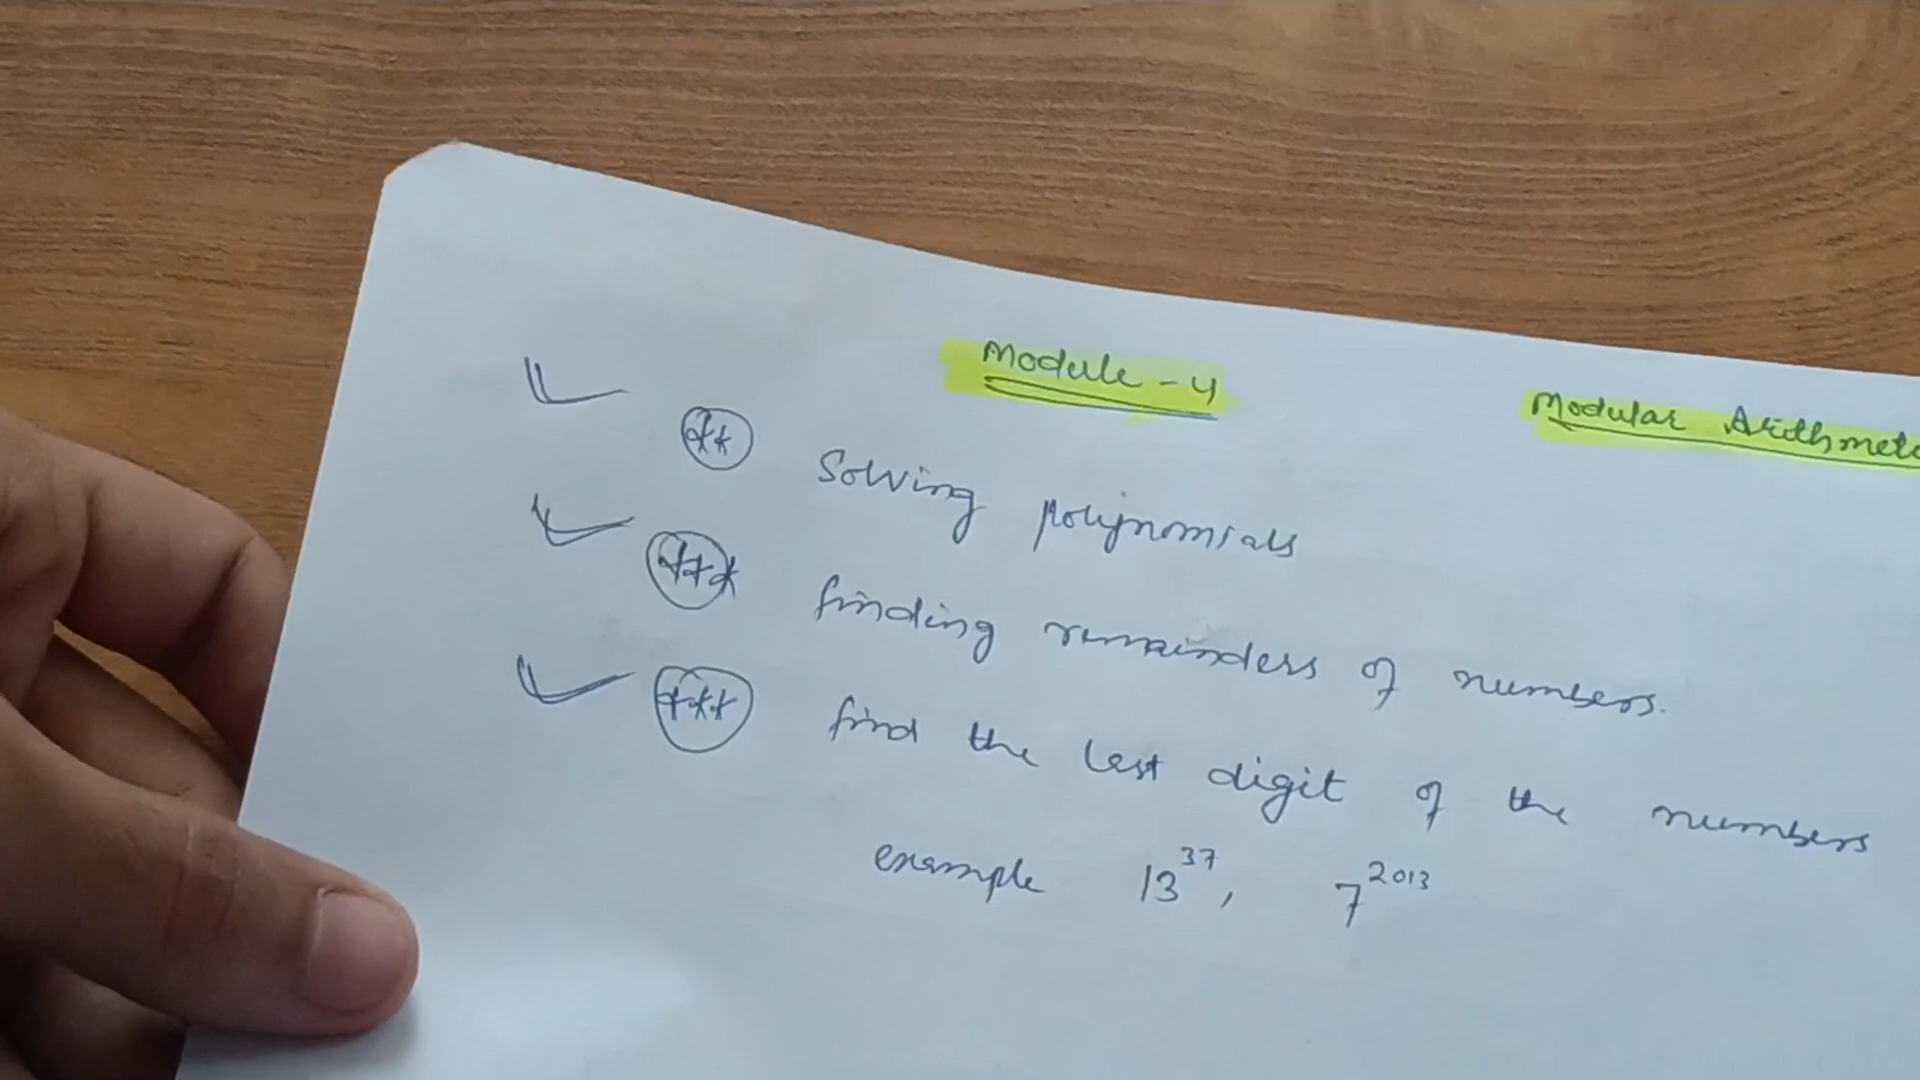 Module - 4 Modular Arithmet
** Solving polynomials
*** finding remainders of numbers.
*** find the last digit of the numbers
example 13^37, 7^2013